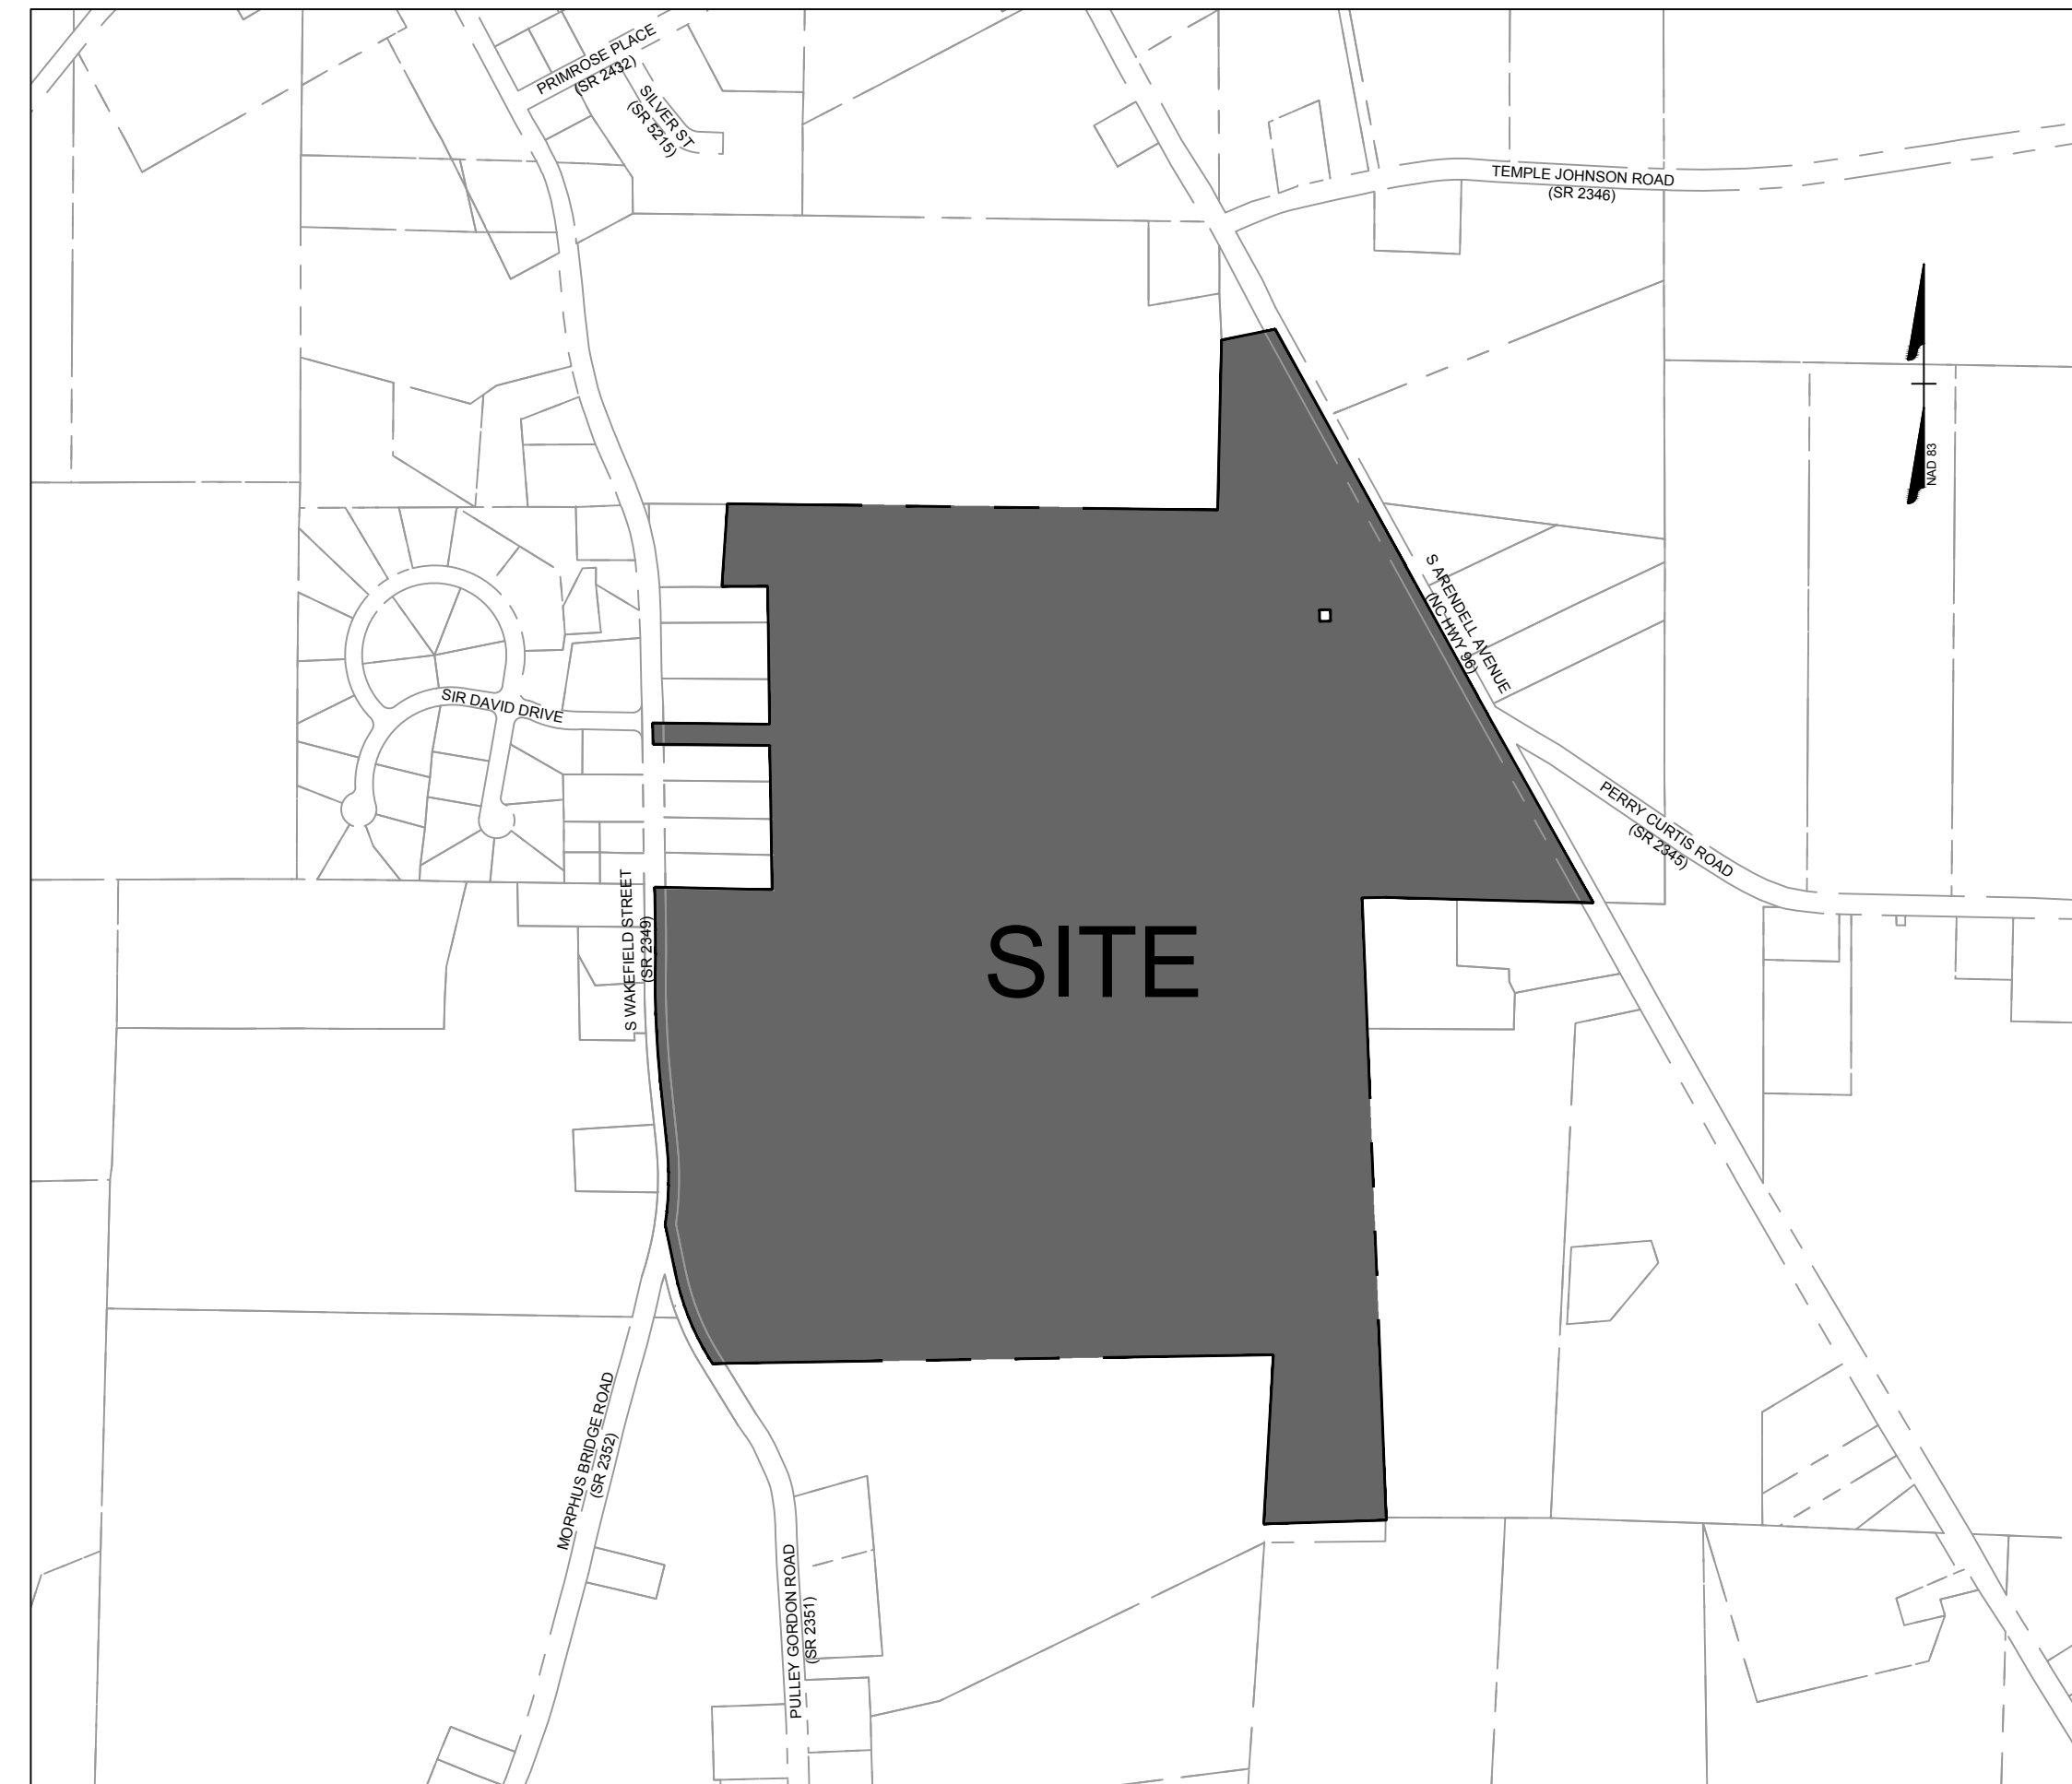 PRIMROSE PLACE
(SR 2432)
SILVER ST
(SR 5215)
TEMPLE JOHNSON ROAD
(SR 2346)
NAD 83
S ARENDELL AVENUE
(NC HWY 96)
SIR DAVID DRIVE
PERRY CURTIS ROAD
(SR 2345)
S WAKEFIELD STREET
(SR 2349)
SITE
MORPHUS BRIDGE ROAD
(SR 2352)
PULLEY GORDON ROAD
(SR 2351)